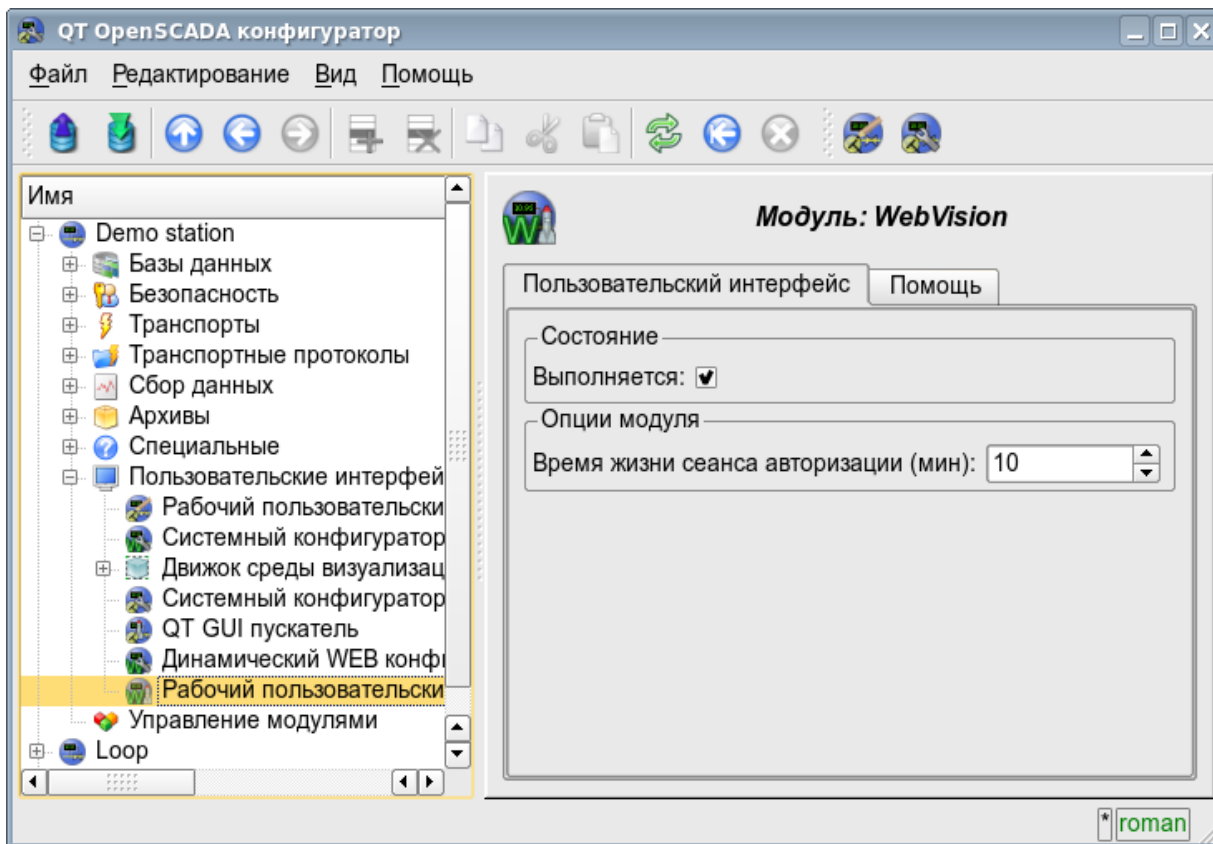 QT OpenSCADA конфигуратор
Файл Редактирование Вид Помощь
Имя
Demo station
Базы данных
Безопасность
Транспорты
Транспортные протоколы
Сбор данных
Архивы
Специальные
Пользовательские интерфей
Рабочий пользовательски
Системный конфигуратор
Движок среды визуализац
Системный конфигуратор
QT GUI пускатель
Динамический WEB конфи
Рабочий пользовательски
Управление модулями
Loop
Модуль: WebVision
Пользовательский интерфейс Помощь
Состояние
Выполняется:
Опции модуля
Время жизни сеанса авторизации (мин): 10
* roman